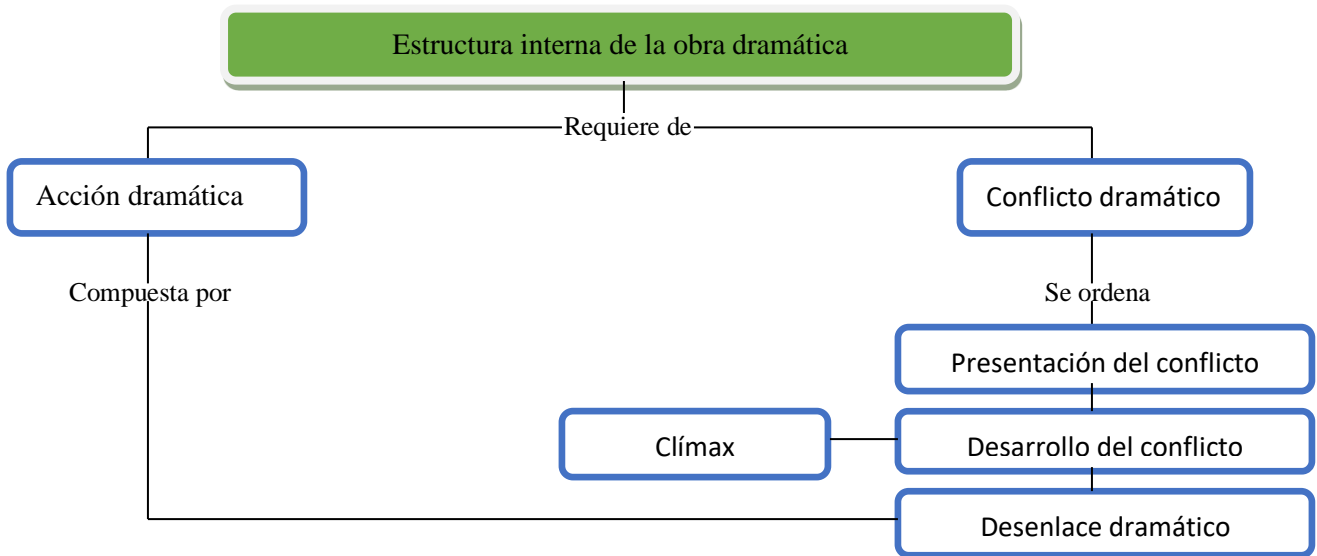 Estructura interna de la obra dramática
Requiere de
Acción dramática
Conflicto dramático
Compuesta por
Se ordena
Presentación del conflicto
Clímax
Desarrollo del conflicto
Desenlace dramático